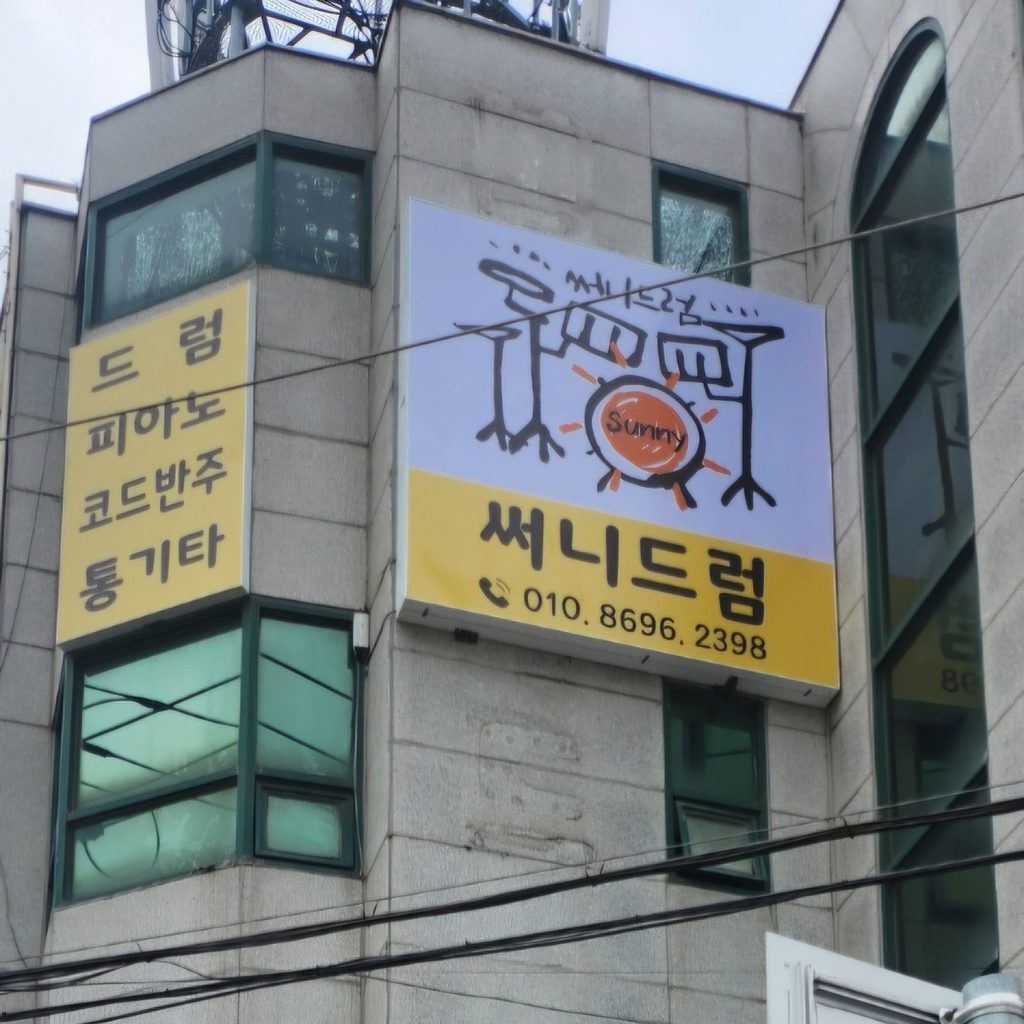 드 럼
피아노
코드반주
통기타
써니드럼
Sunny
써니드럼
010. 8696. 2398